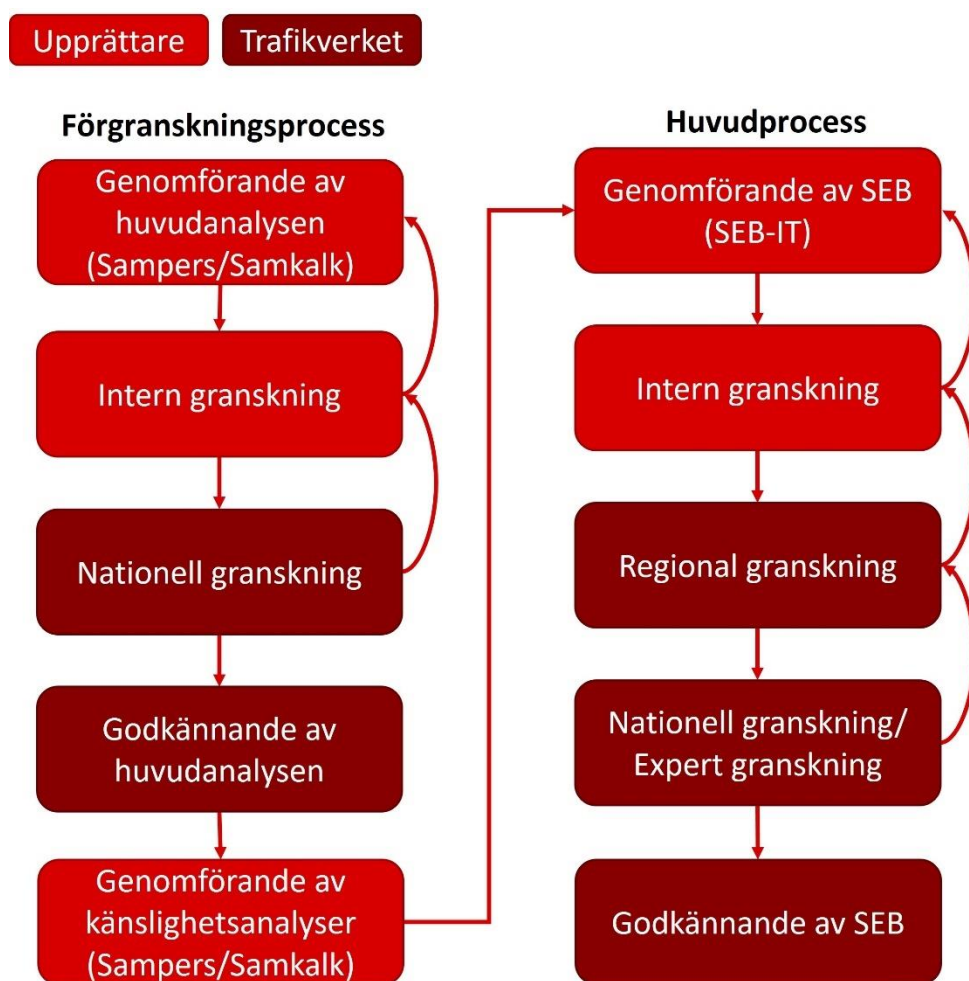 Upprättare
Trafikverket
Förgranskningsprocess
Genomförande av
huvudanalysen
(Sampers/Samkalk)
Intern granskning
Nationell granskning
Godkännande av
huvudanalysen
Genomförande av
känslighetsanalyser
(Sampers/Samkalk)
Huvudprocess
Genomförande av SEB
(SEB-IT)
Intern granskning
Regional granskning
Nationell granskning/
Expert granskning
Godkännande av SEB